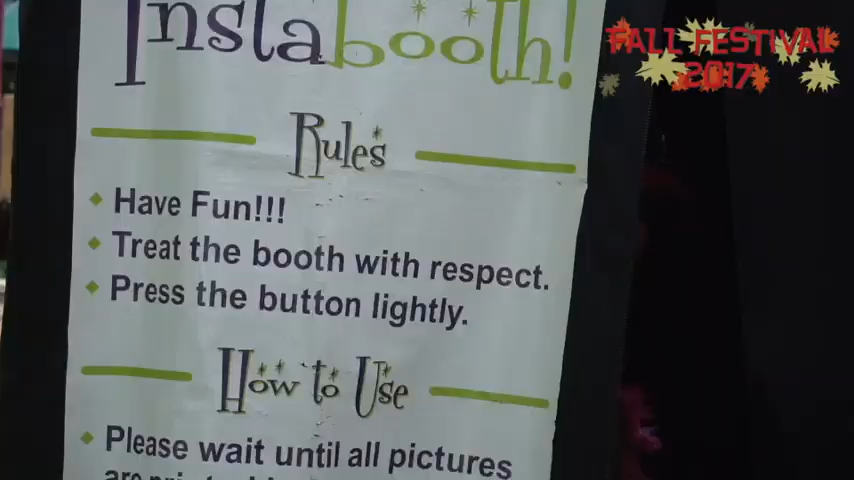 Instabooth!
FALL FESTIVAL
2017
Rules
Have Fun!!!
Treat the booth with respect.
Press the button lightly.
How to Use
Please wait until all pictures
are